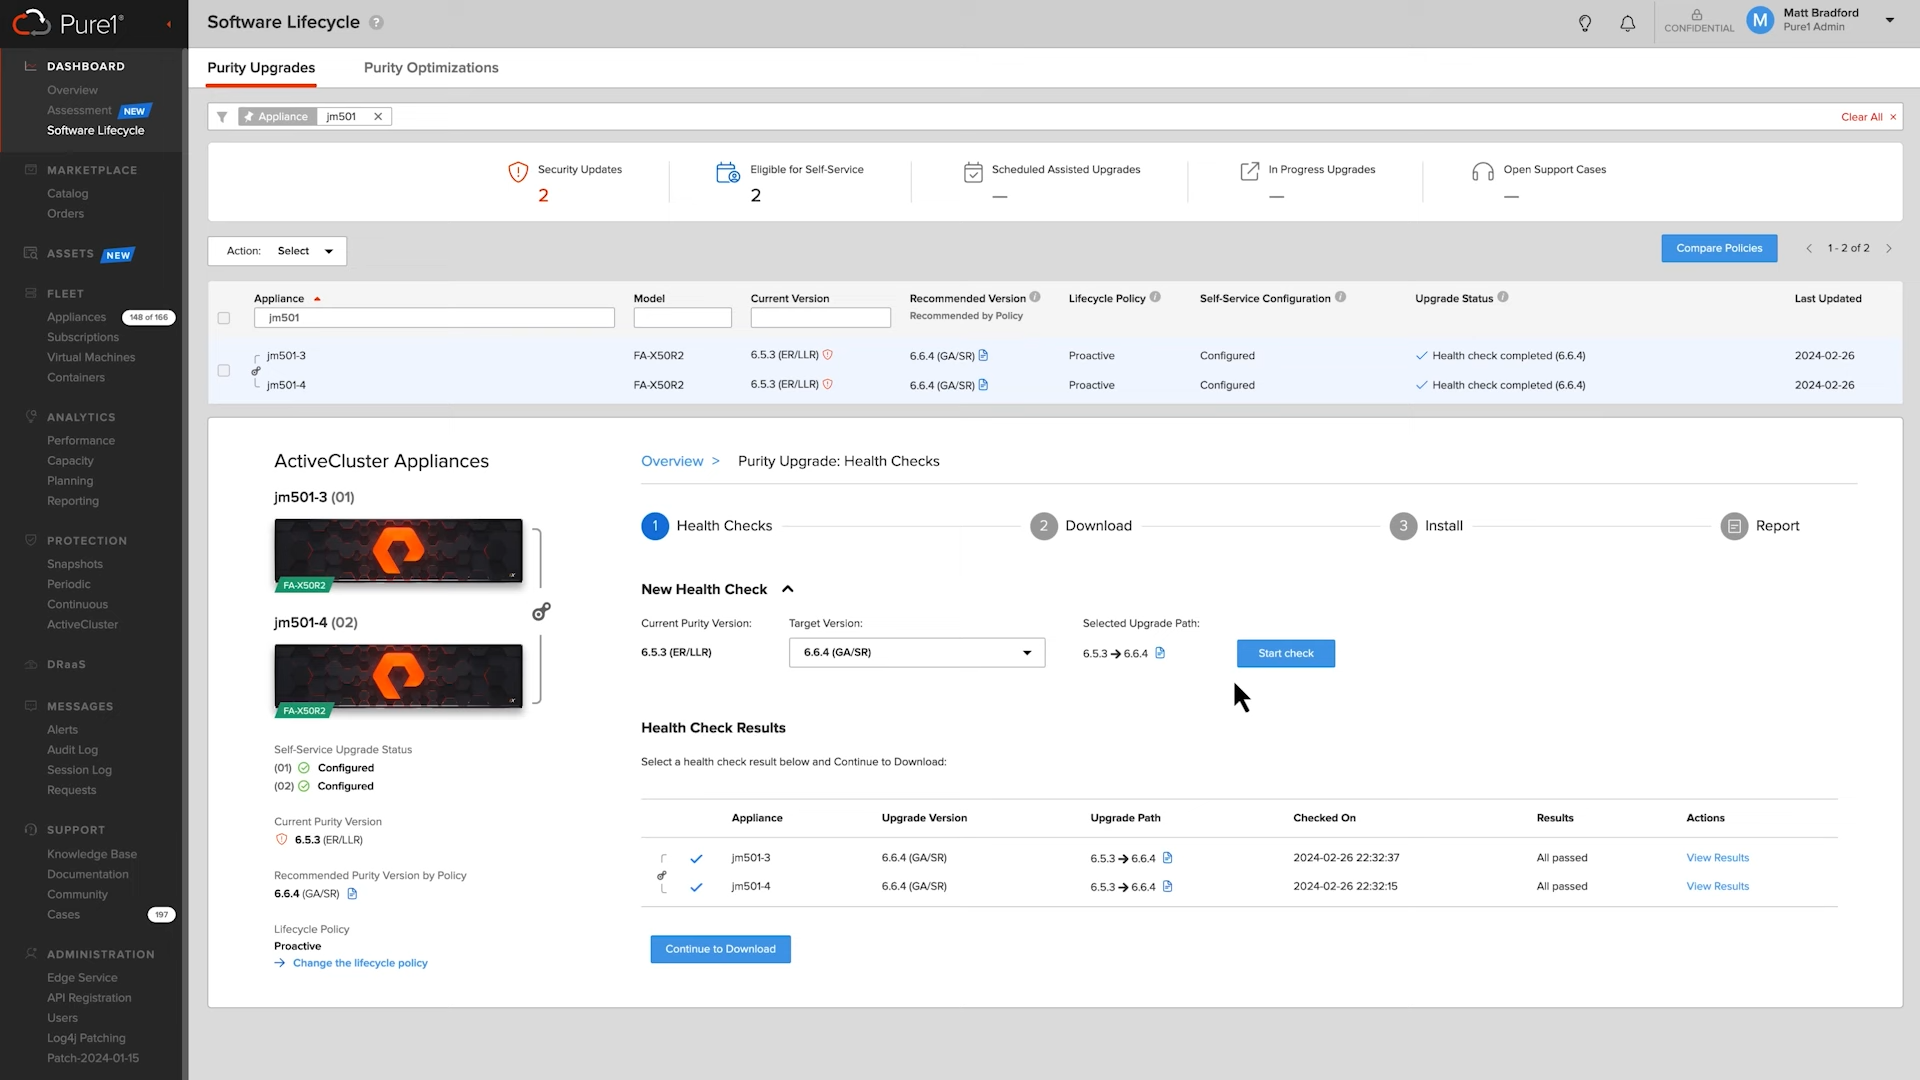 Pure1®
Software Lifecycle ?
CONFIDENTIAL
M
Matt Bradford
Pure1 Admin
DASHBOARD
Overview
Assessment NEW
Software Lifecycle
MARKETPLACE
Catalog
Orders
ASSETS NEW
FLEET
Appliances 148 of 166
Subscriptions
Virtual Machines
Containers
ANALYTICS
Performance
Capacity
Planning
Reporting
PROTECTION
Snapshots
Periodic
Continuous
ActiveCluster
DRaaS
MESSAGES
Alerts
Audit Log
Session Log
Requests
SUPPORT
Knowledge Base
Documentation
Community
Cases 197
ADMINISTRATION
Edge Service
API Registration
Users
Log4j Patching
Patch-2024-01-15
Purity Upgrades Purity Optimizations
Appliance jm501 Clear All
Security Updates Eligible for Self-Service Scheduled Assisted Upgrades In Progress Upgrades Open Support Cases
2 2 — — —
Action: Select Compare Policies 1 - 2 of 2
Appliance Model Current Version Recommended Version Lifecycle Policy Self-Service Configuration Upgrade Status Last Updated
jm501 Recommended by Policy
jm501-3 FA-X50R2 6.5.3 (ER/LLR) 6.6.4 (GA/SR) Proactive Configured Health check completed (6.6.4) 2024-02-26
jm501-4 FA-X50R2 6.5.3 (ER/LLR) 6.6.4 (GA/SR) Proactive Configured Health check completed (6.6.4) 2024-02-26
ActiveCluster Appliances
jm501-3 (01)
FA-X50R2
jm501-4 (02)
FA-X50R2
Self-Service Upgrade Status
(01) Configured
(02) Configured
Current Purity Version
6.5.3 (ER/LLR)
Recommended Purity Version by Policy
6.6.4 (GA/SR)
Lifecycle Policy
Proactive
→ Change the lifecycle policy
Overview > Purity Upgrade: Health Checks
1 Health Checks 2 Download 3 Install Report
New Health Check
Current Purity Version: Target Version: Selected Upgrade Path:
6.5.3 (ER/LLR) 6.6.4 (GA/SR) 6.5.3 → 6.6.4 Start check
Health Check Results
Select a health check result below and Continue to Download:
Appliance Upgrade Version Upgrade Path Checked On Results Actions
jm501-3 6.6.4 (GA/SR) 6.5.3 → 6.6.4 2024-02-26 22:32:37 All passed View Results
jm501-4 6.6.4 (GA/SR) 6.5.3 → 6.6.4 2024-02-26 22:32:15 All passed View Results
Continue to Download